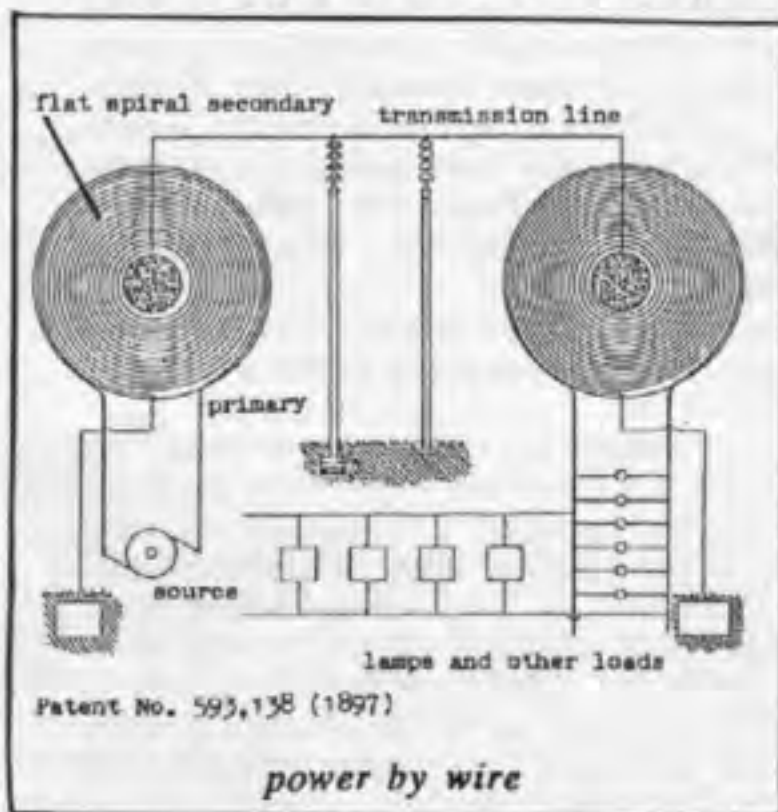 flat spiral secondary
transmission line
primary
source
lamps and other loads
Patent No. 593,138 (1897)
power by wire